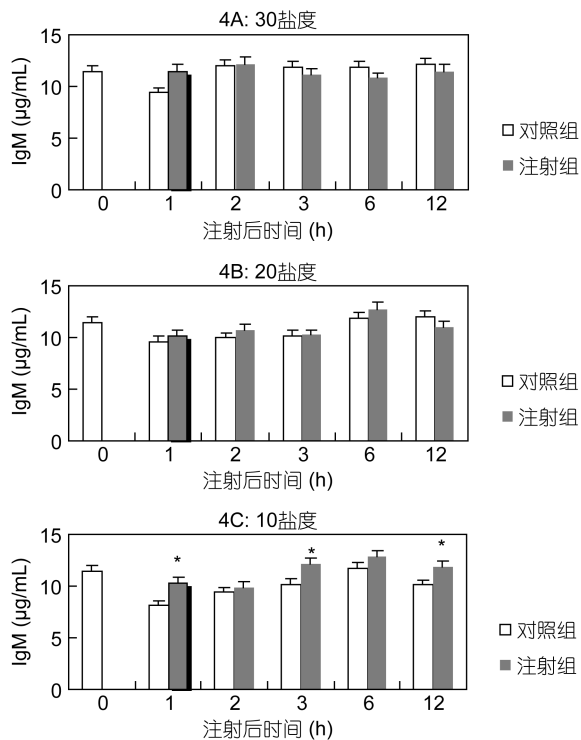 4A: 30盐度
15
10
5
0
IgM (μg/mL)
0 1 2 3 6 12
注射后时间 (h)
对照组
注射组
4B: 20盐度
15
10
5
0
IgM (μg/mL)
0 1 2 3 6 12
注射后时间 (h)
对照组
注射组
4C: 10盐度
15
10
5
0
IgM (μg/mL)
* * *
0 1 2 3 6 12
注射后时间 (h)
对照组
注射组